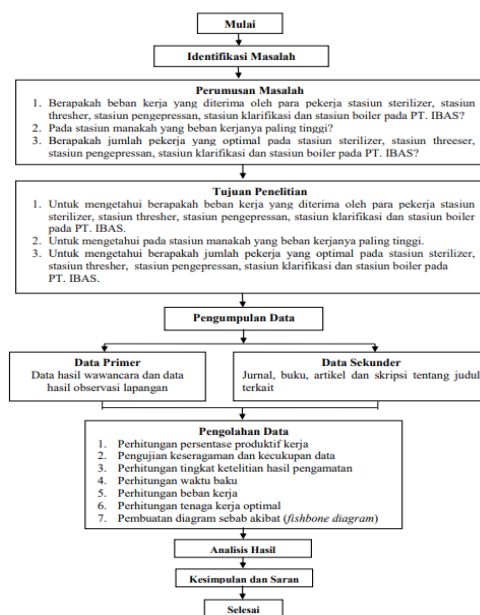 Mulai
Identifikasi Masalah
Perumusan Masalah
1. Berapakah beban kerja yang diterima oleh para pekerja stasiun sterilizer, stasiun
thresher, stasiun pengepressan, stasiun klarifikasi dan stasiun boiler pada PT. IBAS?
2. Pada stasiun manakah yang beban kerjanya paling tinggi?
3. Berapakah jumlah pekerja yang optimal pada stasiun sterilizer, stasiun threeser,
stasiun pengepressan, stasiun klarifikasi dan stasiun boiler pada PT. IBAS?
Tujuan Penelitian
1. Untuk mengetahui berapakah beban kerja yang diterima oleh para pekerja stasiun
sterilizer, stasiun thresher, stasiun pengepressan, stasiun klarifikasi dan stasiun boiler
pada PT. IBAS.
2. Untuk mengetahui pada stasiun manakah yang beban kerjanya paling tinggi.
3. Untuk mengetahui berapakah jumlah pekerja yang optimal pada stasiun sterilizer,
stasiun thresher, stasiun pengepressan, stasiun klarifikasi dan stasiun boiler pada
PT. IBAS.
Pengumpulan Data
Data Primer
Data hasil wawancara dan data
hasil observasi lapangan
Data Sekunder
Jurnal, buku, artikel dan skripsi tentang judul
terkait
Pengolahan Data
1. Perhitungan persentase produktif kerja
2. Pengujian keseragaman dan kecukupan data
3. Perhitungan tingkat ketelitian hasil pengamatan
4. Perhitungan waktu baku
5. Perhitungan beban kerja
6. Perhitungan tenaga kerja optimal
7. Pembuatan diagram sebab akibat (fishbone diagram)
Analisis Hasil
Kesimpulan dan Saran
Selesai